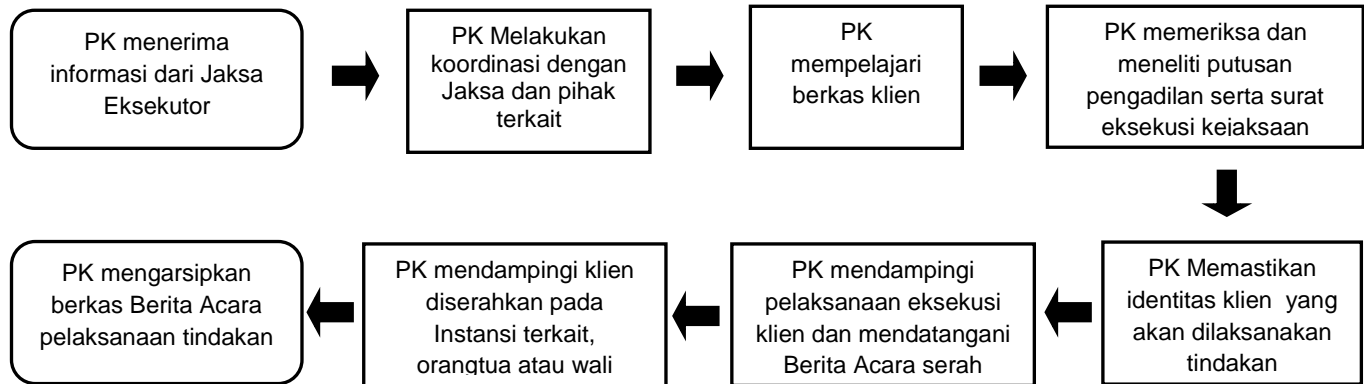 PK menerima
informasi dari Jaksa
Eksekutor
PK Melakukan
koordinasi dengan
Jaksa dan pihak
terkait
PK
mempelajari
berkas klien
PK memeriksa dan
meneliti putusan
pengadilan serta surat
eksekusi kejaksaan
PK Memastikan
identitas klien yang
akan dilaksanakan
tindakan
PK mendampingi
pelaksanaan eksekusi
klien dan mendatangani
Berita Acara serah
PK mendampingi klien
diserahkan pada
Instansi terkait,
orangtua atau wali
PK mengarsipkan
berkas Berita Acara
pelaksanaan tindakan